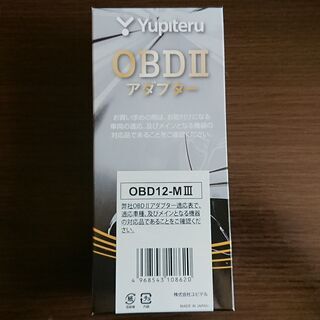 Yupiteru
OBDⅡ
アダプター
お買い求めの際は、お取付けになる
車両の適応、及びメインとなる機器の
対応品であることをご確認ください。
OBD12-MⅢ
弊社OBDⅡアダプター適応表で、
適応車種、及びメインとなる機器
の対応品であることをご確認くだ
さい。
4 968543 108620
株式会社ユピテル
MADE IN JAPAN